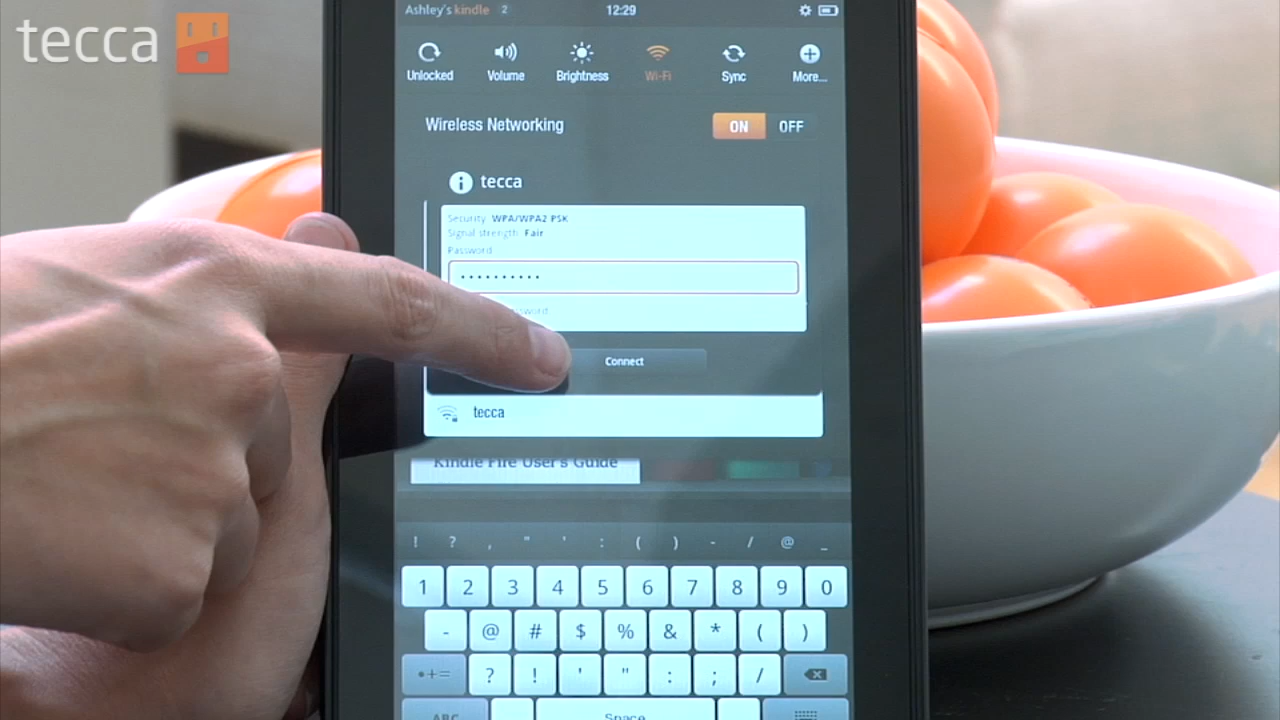 tecca
Ashley's kindle 2 12:29
Unlocked Volume Brightness Wi-Fi Sync More...
Wireless Networking ON OFF
i tecca
Security: WPA/WPA2 PSK
Signal strength: Fair
Password
••••••••••
ssword
Connect
tecca
Kindle Fire User's Guide
! ? , " ' : ( ) - / @ _
1 2 3 4 5 6 7 8 9 0
- @ # $ % & * ( )
•+= ? ! ' " : ; /
ABC Space